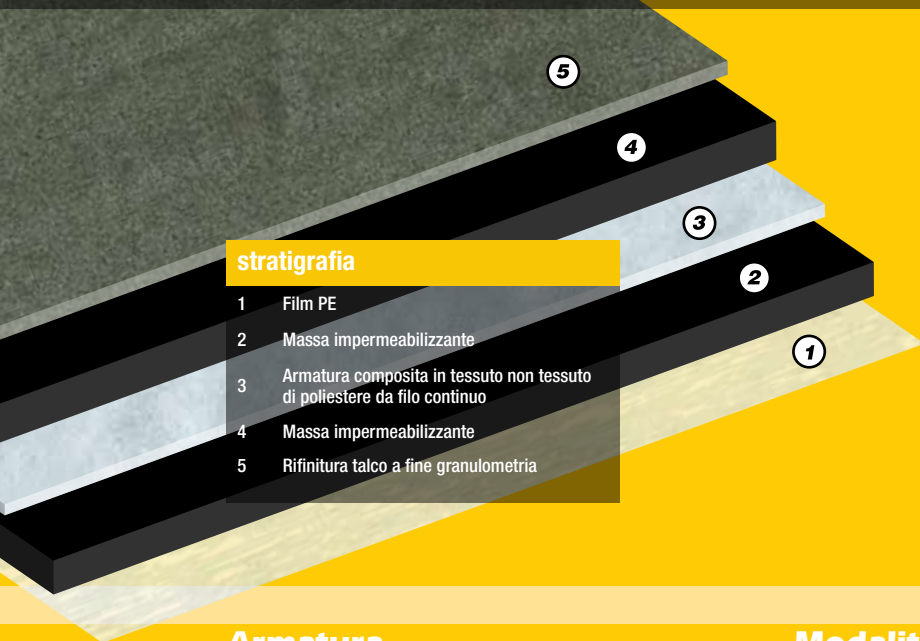 5
4
3
2
1
stratigrafia
1 Film PE
2 Massa impermeabilizzante
3 Armatura composita in tessuto non tessuto
di poliestere da filo continuo
4 Massa impermeabilizzante
5 Rifinitura talco a fine granulometria
Armatura